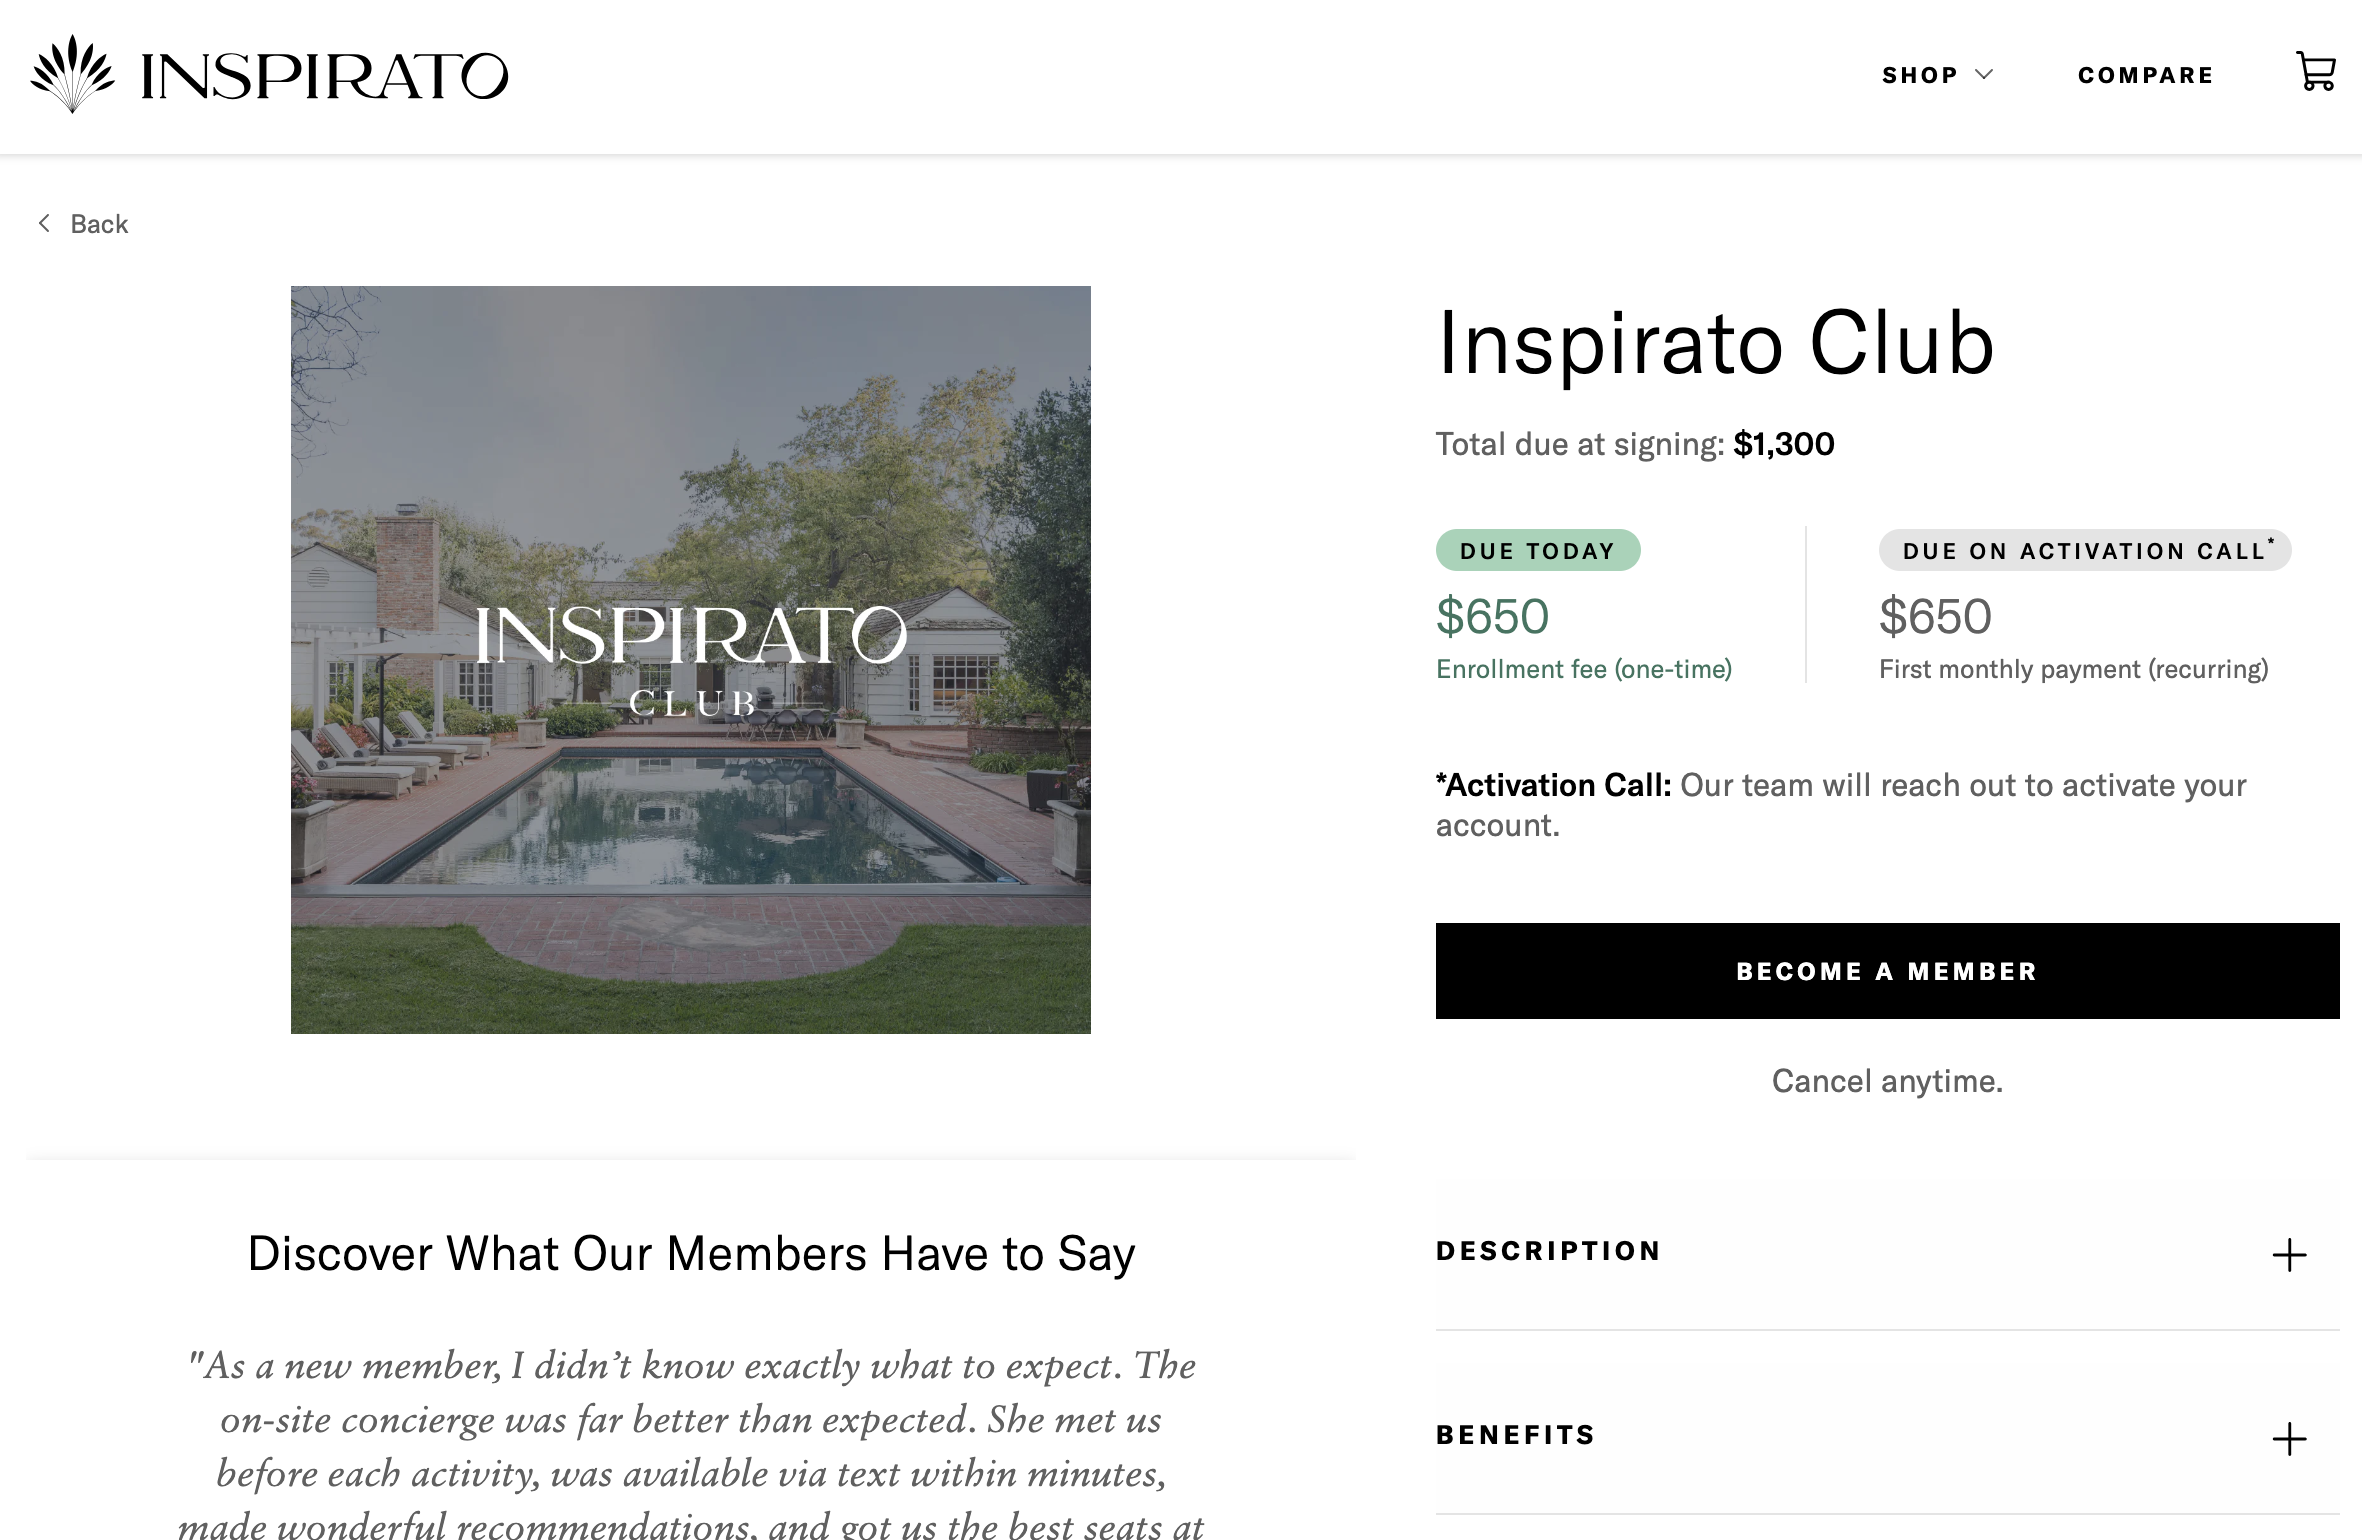 INSPIRATO
SHOP
COMPARE
Back
INSPIRATO
CLUB
Inspirato Club
Total due at signing: $1,300
DUE TODAY
$650
Enrollment fee (one-time)
DUE ON ACTIVATION CALL*
$650
First monthly payment (recurring)
*Activation Call: Our team will reach out to activate your
account.
BECOME A MEMBER
Cancel anytime.
Discover What Our Members Have to Say
"As a new member, I didn’t know exactly what to expect. The
on-site concierge was far better than expected. She met us
before each activity, was available via text within minutes,
made wonderful recommendations, and got us the best seats at
DESCRIPTION
BENEFITS